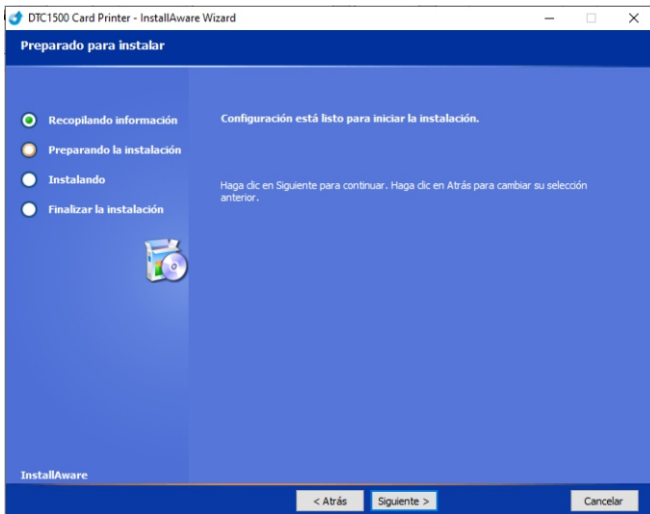 DTC1500 Card Printer - InstallAware Wizard
Preparado para instalar
Recopilando información
Preparando la instalación
Instalando
Finalizar la instalación
Configuración está listo para iniciar la instalación.
Haga clic en Siguiente para continuar. Haga clic en Atrás para cambiar su selección
anterior.
InstallAware
< Atrás
Siguiente >
Cancelar